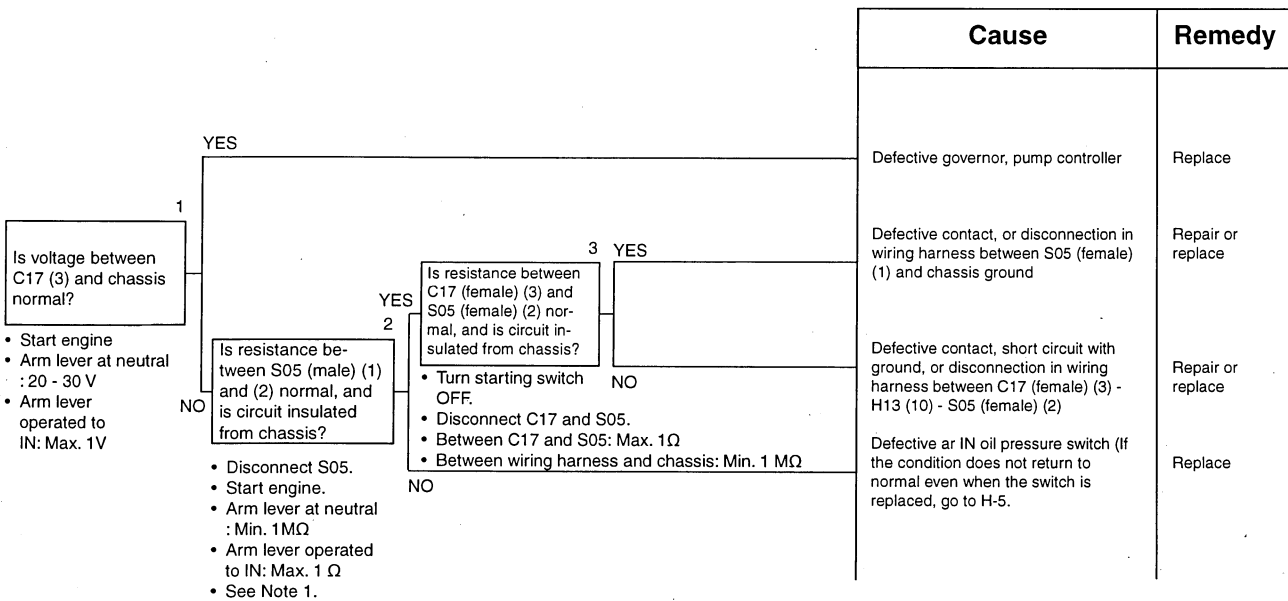 Cause
Remedy
YES
Defective governor, pump controller
Replace
1
Is voltage between
C17 (3) and chassis
normal?
• Start engine
• Arm lever at neutral
: 20 - 30 V
• Arm lever
operated to
IN: Max. 1V
NO
2
Is resistance be-
tween S05 (male) (1)
and (2) normal, and
is circuit insulated
from chassis?
• Disconnect S05.
• Start engine.
• Arm lever at neutral
: Min. 1MΩ
• Arm lever operated
to IN: Max. 1 Ω
• See Note 1.
YES
3
Is resistance between
C17 (female) (3) and
S05 (female) (2) nor-
mal, and is circuit in-
sulated from chassis?
• Turn starting switch
OFF.
• Disconnect C17 and S05.
• Between C17 and S05: Max. 1Ω
• Between wiring harness and chassis: Min. 1 MΩ
YES
Defective contact, or disconnection in
wiring harness between S05 (female)
(1) and chassis ground
Repair or
replace
NO
Defective contact, short circuit with
ground, or disconnection in wiring
harness between C17 (female) (3) -
H13 (10) - S05 (female) (2)
Repair or
replace
NO
Defective ar IN oil pressure switch (If
the condition does not return to
normal even when the switch is
replaced, go to H-5.
Replace